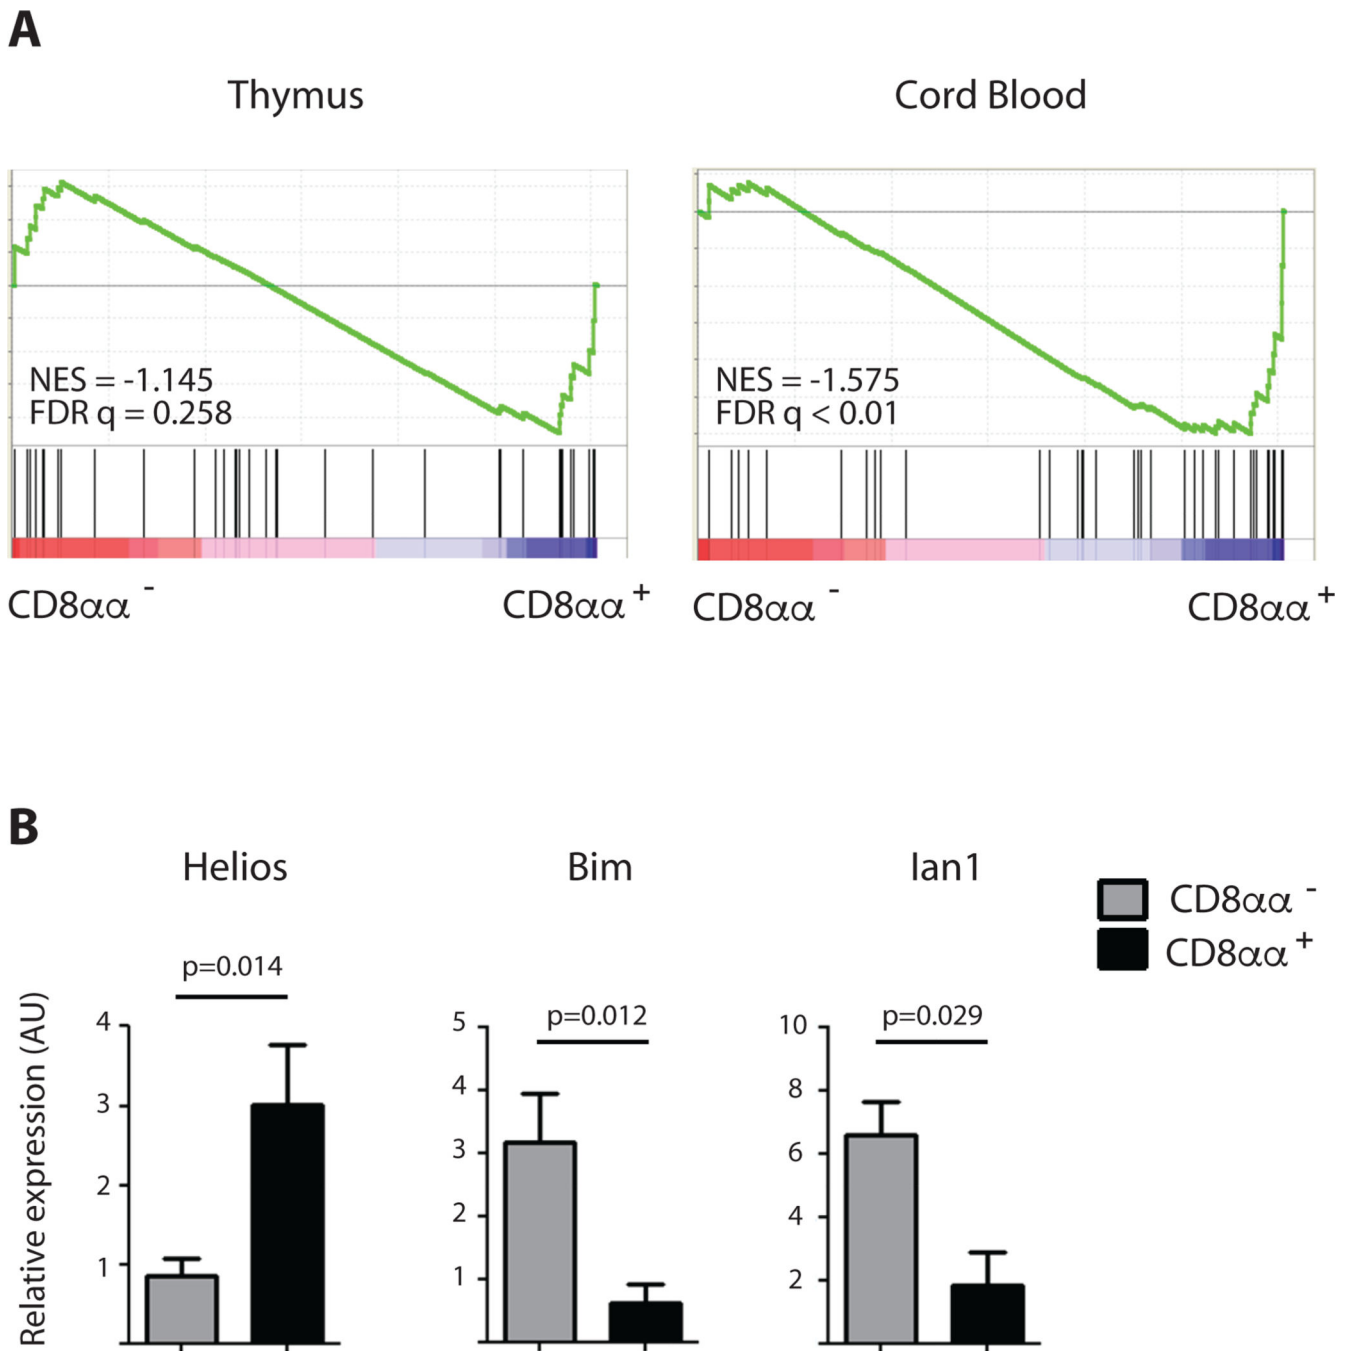 A
Thymus
Cord Blood
NES = -1.145
FDR q = 0.258
NES = -1.575
FDR q < 0.01
CD8αα -
CD8αα +
CD8αα -
CD8αα +
B
Helios
Bim
Ian1
CD8αα -
CD8αα +
p=0.014
p=0.012
p=0.029
Relative expression (AU)
4
3
2
1
5
4
3
2
1
10
8
6
4
2